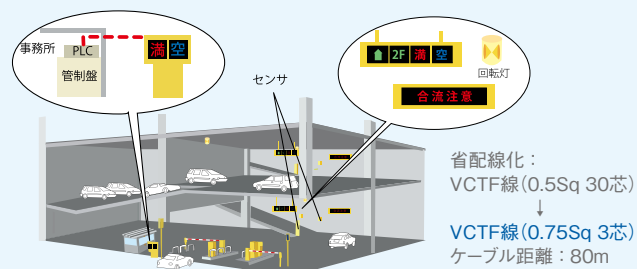 事務所
PLC
管制盤
満 空
センサ
2F 満 空
回転灯
合流注意
省配線化：
VCTF線(0.5Sq 30芯)
↓
VCTF線(0.75Sq 3芯)
ケーブル距離：80m